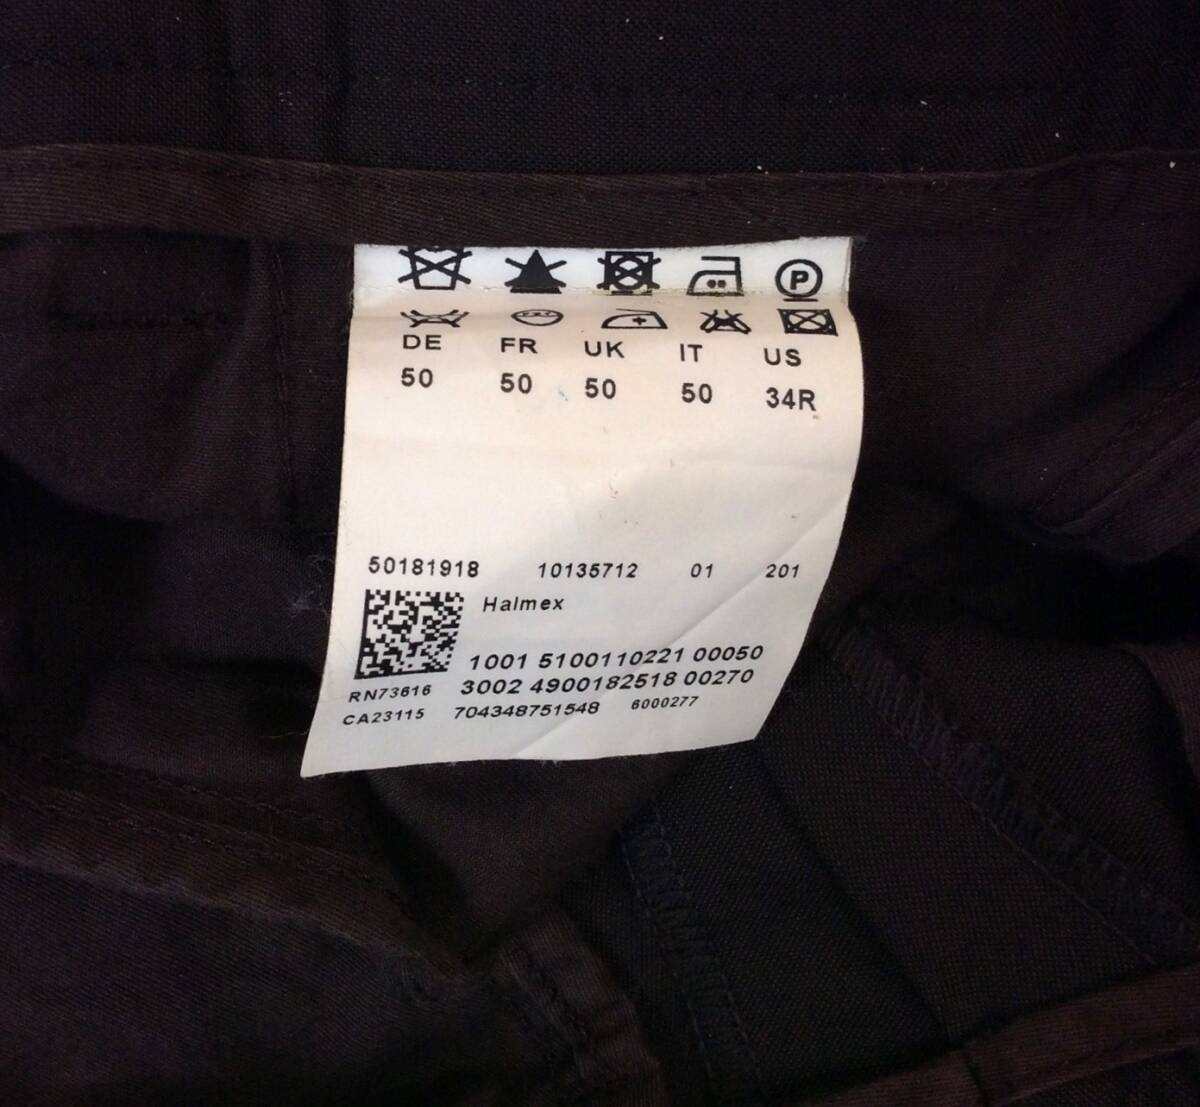 P
DE FR UK IT US
50 50 50 50 34R
50181918 10135712 01 201
Halmex
1001 5100110221 00050
RN73616 3002 4900182518 00270
CA23115 704348751548 6000277